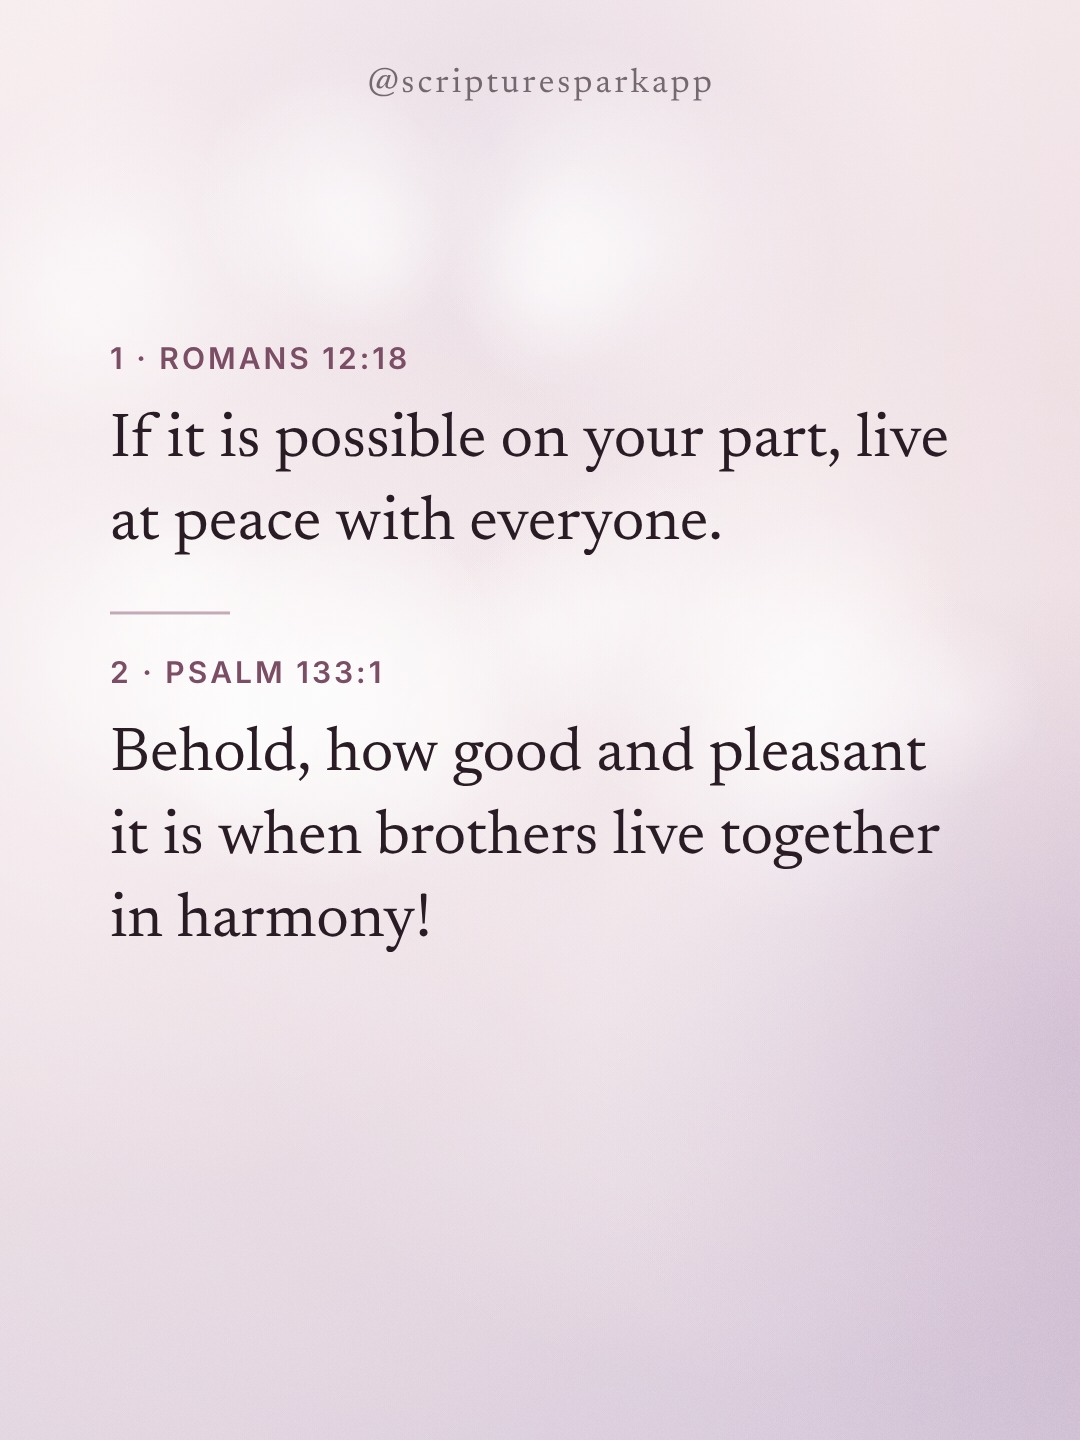 @scripturesparkapp
1 · ROMANS 12:18
If it is possible on your part, live
at peace with everyone.
2 · PSALM 133:1
Behold, how good and pleasant
it is when brothers live together
in harmony!